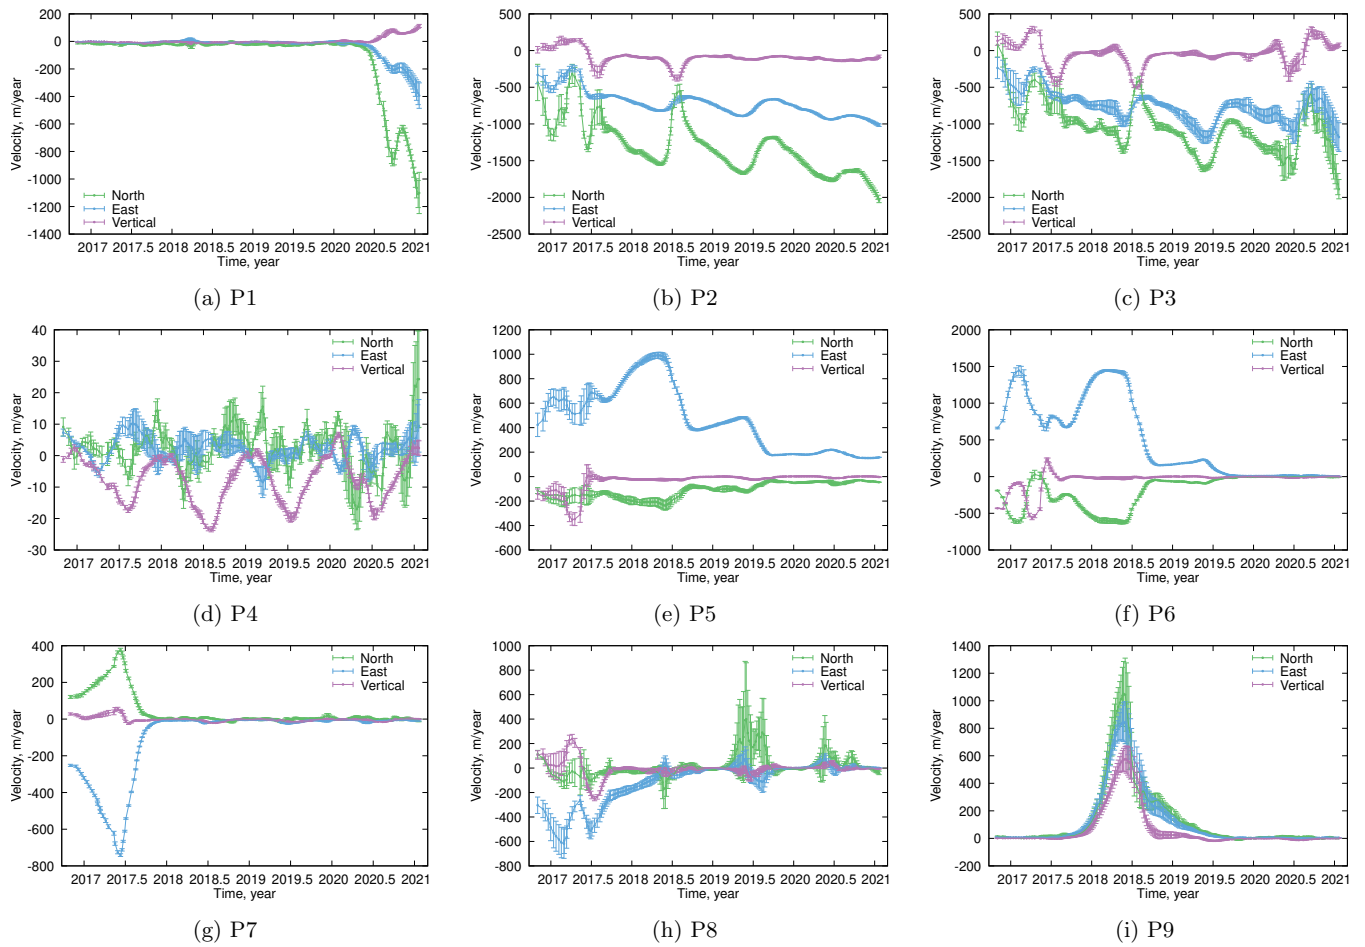 200
0
-200
-400
-600
-800
-1000
-1200
-1400
Velocity, m/year
North
East
Vertical
2017 2017.5 2018 2018.5 2019 2019.5 2020 2020.5 2021
Time, year
(a) P1
500
0
-500
-1000
-1500
-2000
-2500
Velocity, m/year
North
East
Vertical
2017 2017.5 2018 2018.5 2019 2019.5 2020 2020.5 2021
Time, year
(b) P2
500
0
-500
-1000
-1500
-2000
-2500
Velocity, m/year
North
East
Vertical
2017 2017.5 2018 2018.5 2019 2019.5 2020 2020.5 2021
Time, year
(c) P3
40
30
20
10
0
-10
-20
-30
Velocity, m/year
North
East
Vertical
2017 2017.5 2018 2018.5 2019 2019.5 2020 2020.5 2021
Time, year
(d) P4
1200
1000
800
600
400
200
0
-200
-400
-600
Velocity, m/year
North
East
Vertical
2017 2017.5 2018 2018.5 2019 2019.5 2020 2020.5 2021
Time, year
(e) P5
2000
1500
1000
500
0
-500
-1000
Velocity, m/year
North
East
Vertical
2017 2017.5 2018 2018.5 2019 2019.5 2020 2020.5 2021
Time, year
(f) P6
400
200
0
-200
-400
-600
-800
Velocity, m/year
North
East
Vertical
2017 2017.5 2018 2018.5 2019 2019.5 2020 2020.5 2021
Time, year
(g) P7
1000
800
600
400
200
0
-200
-400
-600
-800
Velocity, m/year
North
East
Vertical
2017 2017.5 2018 2018.5 2019 2019.5 2020 2020.5 2021
Time, year
(h) P8
1400
1200
1000
800
600
400
200
0
-200
Velocity, m/year
North
East
Vertical
2017 2017.5 2018 2018.5 2019 2019.5 2020 2020.5 2021
Time, year
(i) P9